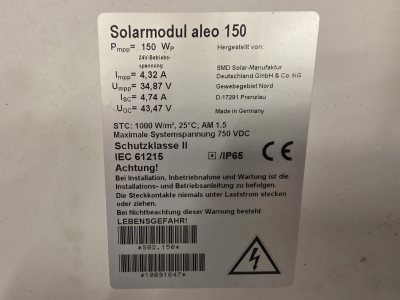 Solarmodul aleo 150
Pmpp= 150 WP
24V-Betriebs-
spannung
Impp= 4,32 A
Umpp= 34,87 V
ISC= 4,74 A
UOC= 43,47 V
Hergestellt von:
SMD Solar-Manufaktur
Deutschland GmbH & Co. KG
Gewebegebiet Nord
D-17291 Prenzlau
Made in Germany
STC: 1000 W/m², 25°C; AM 1.5
Maximale Systemspannung 750 VDC
Schutzklasse II
IEC 61215
/IP65 CE
Achtung!
Bei Installation, Inbetriebnahme und Wartung ist die
Installations- und Betriebsanleitung zu befolgen.
Die Steckkontakte niemals unter Laststrom stecken
oder ziehen.
Bei Nichtbeachtung dieser Warnung besteht
LEBENSGEFAHR!
*S02.150*
*10091647*